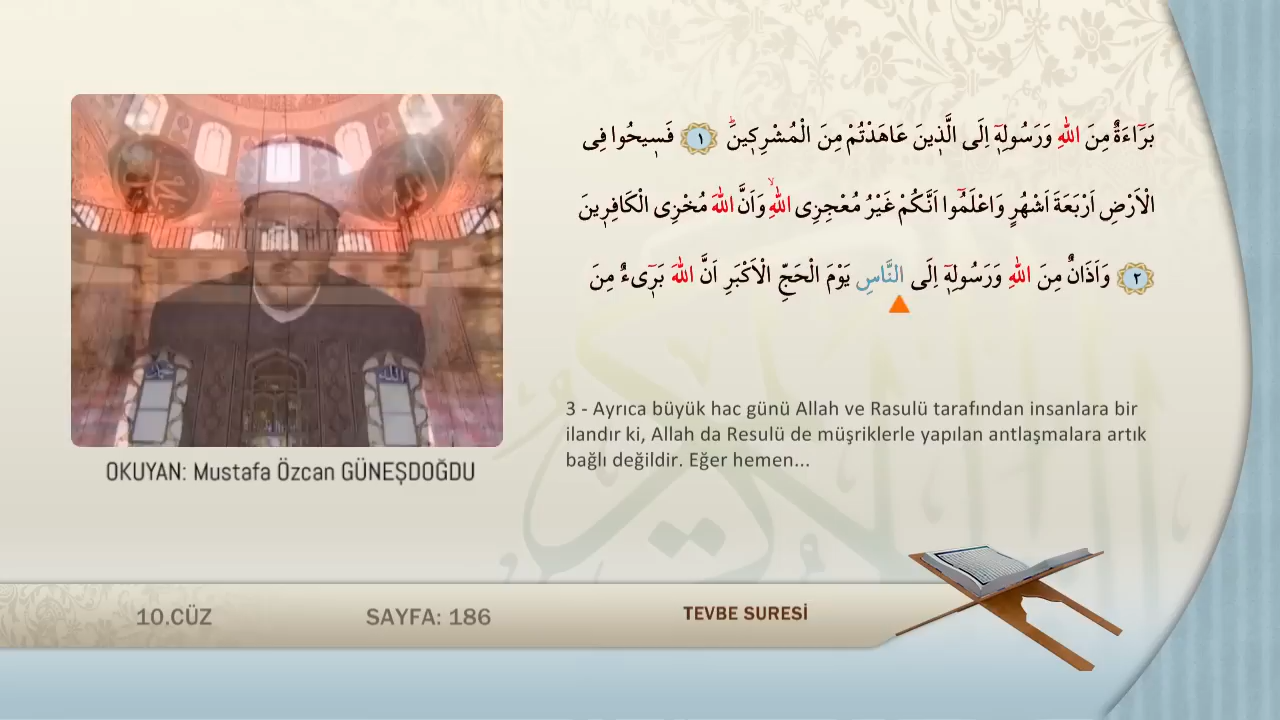 بَرَٓاءَةٌ مِنَ اللّٰهِ وَرَسُولِه۪ٓ اِلَى الَّذ۪ينَ عَاهَدْتُمْ مِنَ الْمُشْرِك۪ينَۜ ١ فَس۪يحُوا فِى
الْاَرْضِ اَرْبَعَةَ اَشْهُرٍ وَاعْلَمُٓوا اَنَّكُمْ غَيْرُ مُعْجِزِى اللّٰهِۙ وَاَنَّ اللّٰهَ مُخْزِى الْكَافِر۪ينَ
٢ وَاَذَانٌ مِنَ اللّٰهِ وَرَسُولِه۪ٓ اِلَى النَّاسِ يَوْمَ الْحَجِّ الْاَكْبَرِ اَنَّ اللّٰهَ بَر۪ٓىءٌ مِنَ
3 - Ayrıca büyük hac günü Allah ve Rasulü tarafından insanlara bir
ilandır ki, Allah da Resulü de müşriklerle yapılan antlaşmalara artık
bağlı değildir. Eğer hemen...
OKUYAN: Mustafa Özcan GÜNEŞDOĞDU
10.CÜZ
SAYFA: 186
TEVBE SURESİ